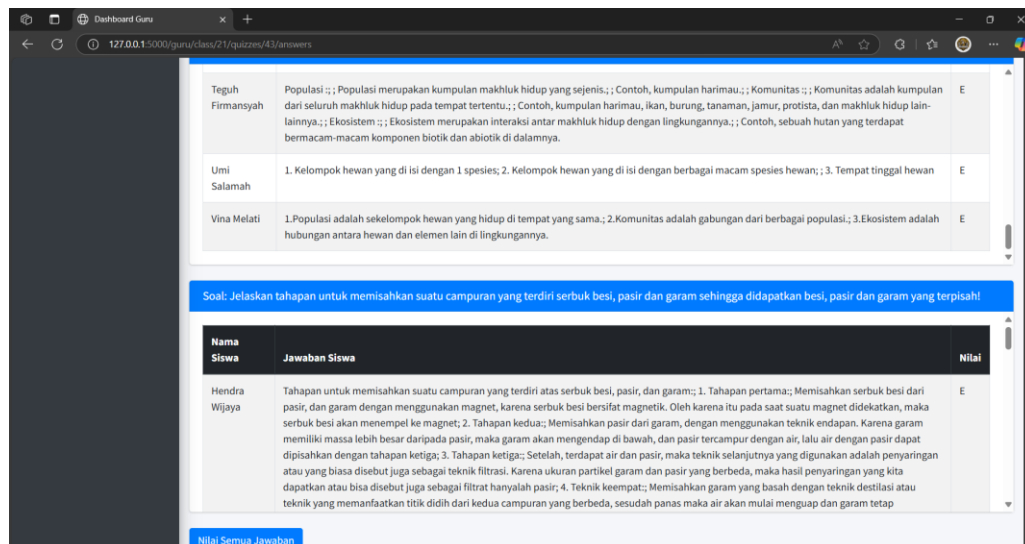 Dashboard Guru
127.0.0.1:5000/guru/class/21/quizzes/43/answers
Teguh Firmansyah
Populasi :; ; Populasi merupakan kumpulan makhluk hidup yang sejenis.; ; Contoh, kumpulan harimau.; ; Komunitas :; ; Komunitas adalah kumpulan
dari seluruh makhluk hidup pada tempat tertentu.; ; Contoh, kumpulan harimau, ikan, burung, tanaman, jamur, protista, dan makhluk hidup lain-
lainnya.; ; Ekosistem :; ; Ekosistem merupakan interaksi antar makhluk hidup dengan lingkungannya.; ; Contoh, sebuah hutan yang terdapat
bermacam-macam komponen biotik dan abiotik di dalamnya.
E
Umi Salamah
1. Kelompok hewan yang di isi dengan 1 spesies; 2. Kelompok hewan yang di isi dengan berbagai macam spesies hewan; ; 3. Tempat tinggal hewan
E
Vina Melati
1.Populasi adalah sekelompok hewan yang hidup di tempat yang sama.; 2.Komunitas adalah gabungan dari berbagai populasi.; 3.Ekosistem adalah
hubungan antara hewan dan elemen lain di lingkungannya.
E
Soal: Jelaskan tahapan untuk memisahkan suatu campuran yang terdiri serbuk besi, pasir dan garam sehingga didapatkan besi, pasir dan garam yang terpisah!
Nama Siswa
Jawaban Siswa
Nilai
Hendra Wijaya
Tahapan untuk memisahkan suatu campuran yang terdiri atas serbuk besi, pasir, dan garam:; 1. Tahapan pertama:; Memisahkan serbuk besi dari
pasir, dan garam dengan menggunakan magnet, karena serbuk besi bersifat magnetik. Oleh karena itu pada saat suatu magnet didekatkan, maka
serbuk besi akan menempel ke magnet; 2. Tahapan kedua:; Memisahkan pasir dari garam, dengan menggunakan teknik endapan. Karena garam
memiliki massa lebih besar daripada pasir, maka garam akan mengendap di bawah, dan pasir tercampur dengan air, lalu air dengan pasir dapat
dipisahkan dengan tahapan ketiga; 3. Tahapan ketiga:; Setelah, terdapat air dan pasir, maka teknik selanjutnya yang digunakan adalah penyaringan
atau yang biasa disebut juga sebagai teknik filtrasi. Karena ukuran partikel garam dan pasir yang berbeda, maka hasil penyaringan yang kita
dapatkan atau bisa disebut juga sebagai filtrat hanyalah pasir; 4. Teknik keempat:; Memisahkan garam yang basah dengan teknik destilasi atau
teknik yang memanfaatkan titik didih dari kedua campuran yang berbeda, sesudah panas maka air akan mulai menguap dan garam tetap
E
Nilai Semua Jawaban